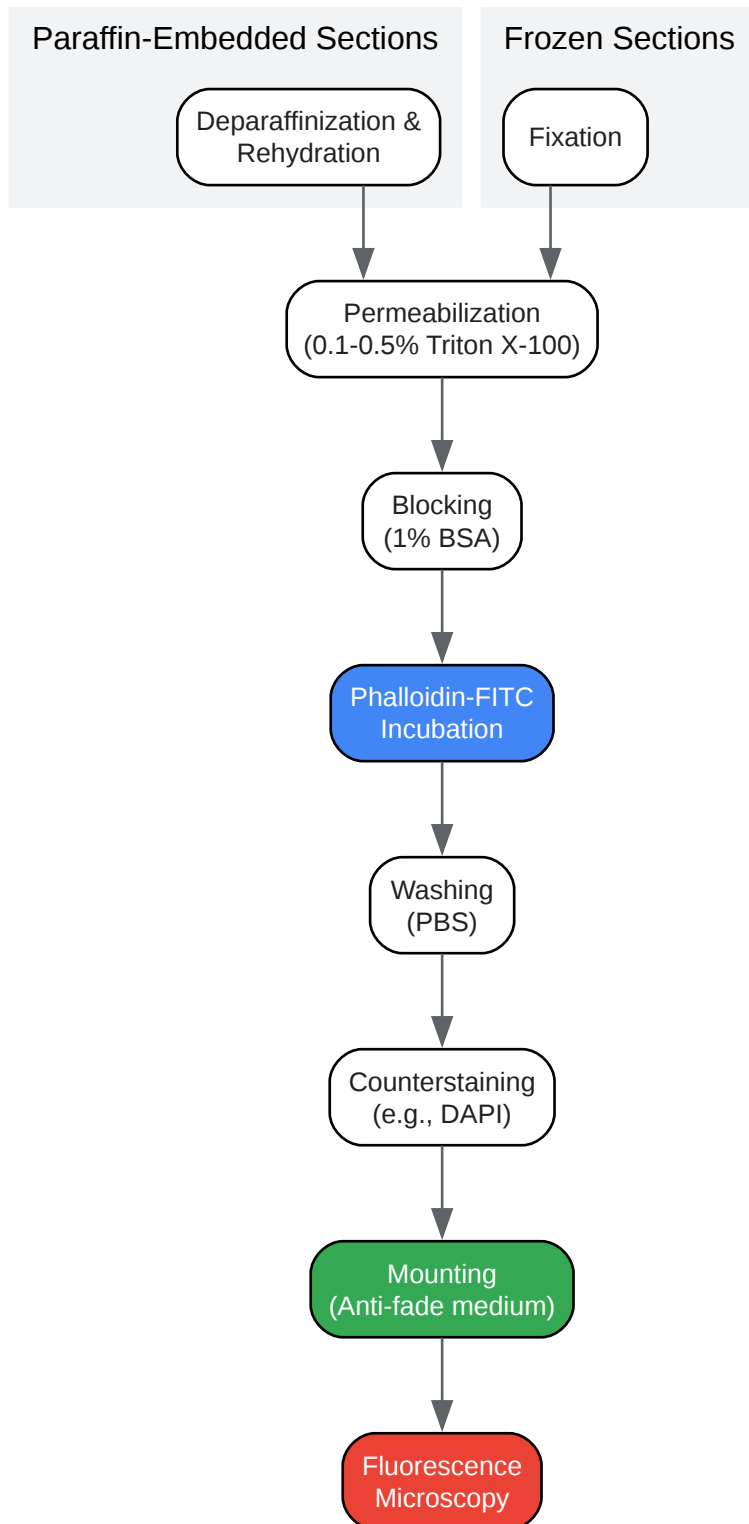 Paraffin-Embedded Sections
Frozen Sections
Deparaffinization &
Rehydration
Fixation
Permeabilization
(0.1-0.5% Triton X-100)
Blocking
(1% BSA)
Phalloidin-FITC
Incubation
Washing
(PBS)
Counterstaining
(e.g., DAPI)
Mounting
(Anti-fade medium)
Fluorescence
Microscopy